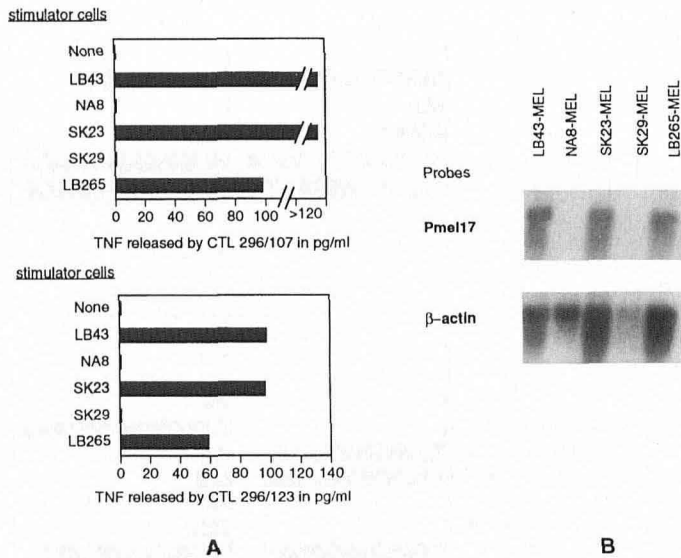 stimulator cells
None
LB43
NA8
SK23
SK29
LB265
0 20 40 60 80 100 >120
TNF released by CTL 296/107 in pg/ml
stimulator cells
None
LB43
NA8
SK23
SK29
LB265
0 20 40 60 80 100 120 140
TNF released by CTL 296/123 in pg/ml
A
LB43-MEL
NA8-MEL
SK23-MEL
SK29-MEL
LB265-MEL
Probes
Pmel17
β-actin
B